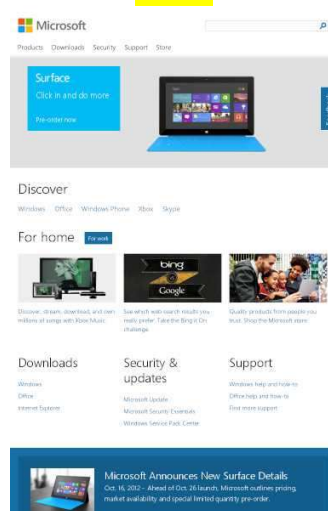 Microsoft
Products Downloads Security Support Store
Surface
Click in and do more
Pre-order now
Discover
Windows Office Windows Phone Xbox Skype
For home For work
bing
Google
Discover, stream, download, and own
millions of songs with Xbox Music.
See which web search results you
really prefer. Take the Bing It On
challenge.
Quality products from people you
trust. Shop the Microsoft store.
Downloads
Windows
Office
Internet Explorer
Security &
updates
Microsoft Update
Microsoft Security Essentials
Windows Service Pack Center
Support
Windows help and how-to
Office help and how-to
Find more support
Microsoft Announces New Surface Details
Oct. 16, 2012 – Ahead of Oct. 26 launch, Microsoft outlines pricing,
market availability and special limited quantity pre-order.